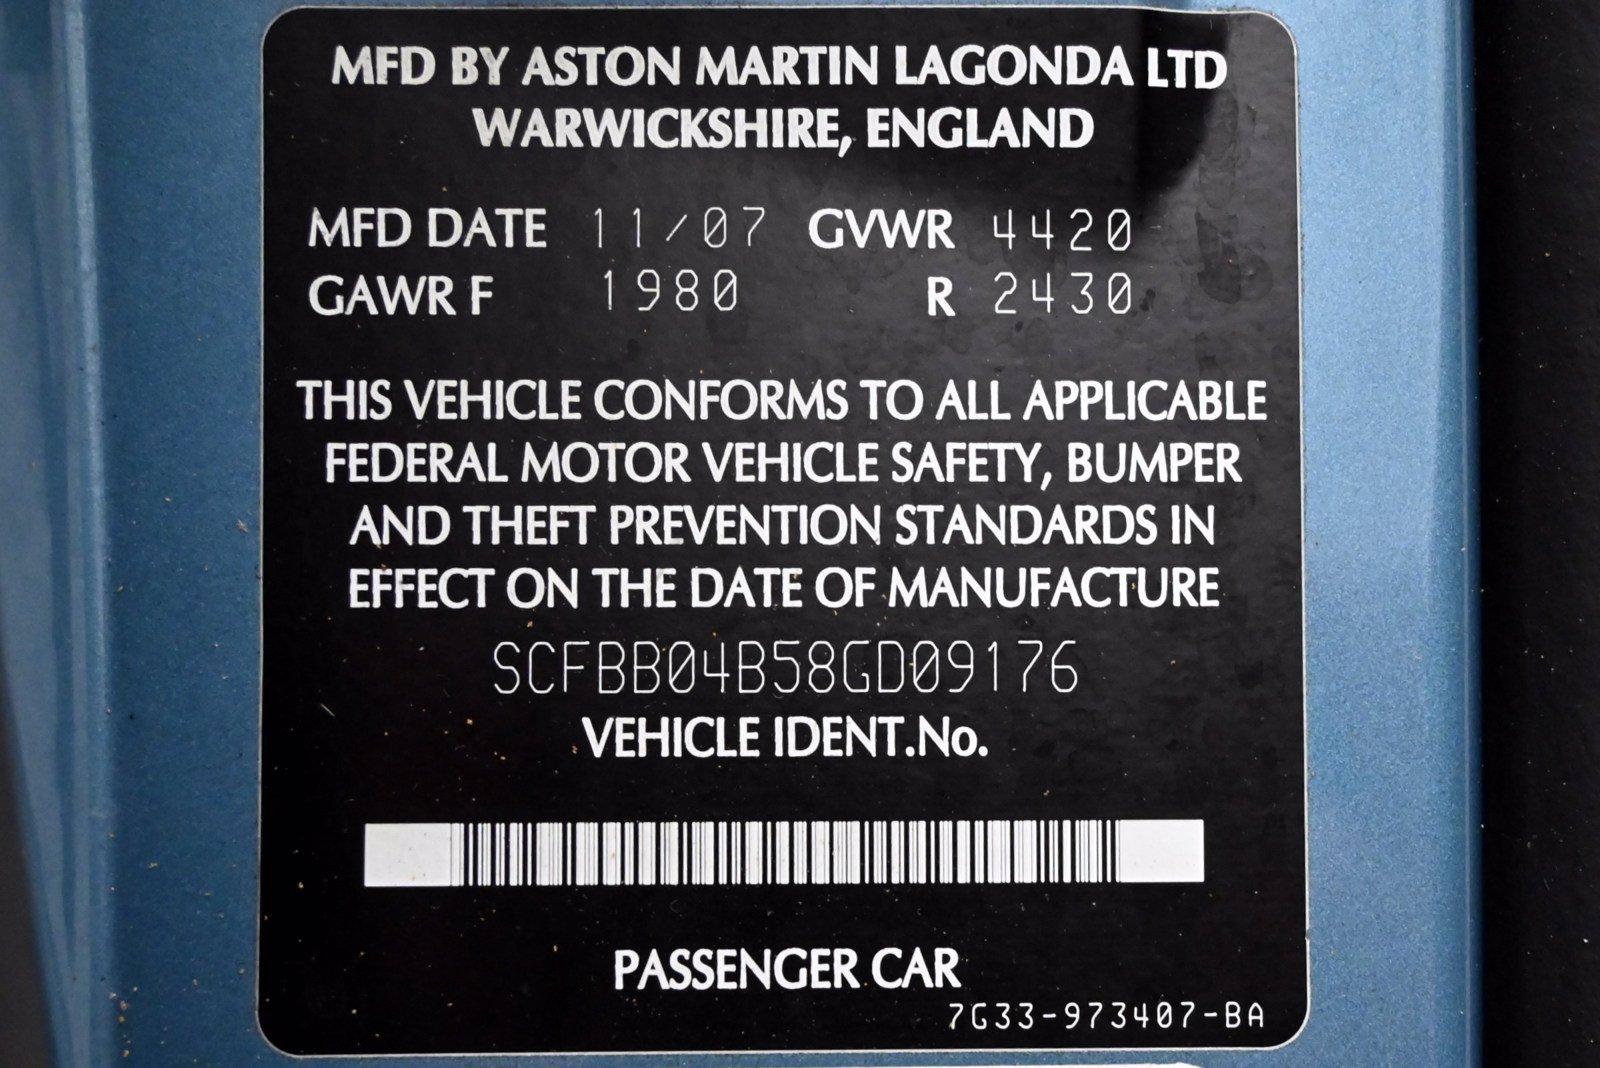 MFD BY ASTON MARTIN LAGONDA LTD
WARWICKSHIRE, ENGLAND
MFD DATE 11/07 GVWR 4420
GAWR F 1980 R 2430
THIS VEHICLE CONFORMS TO ALL APPLICABLE
FEDERAL MOTOR VEHICLE SAFETY, BUMPER
AND THEFT PREVENTION STANDARDS IN
EFFECT ON THE DATE OF MANUFACTURE
SCFBB04B58GD09176
VEHICLE IDENT.No.
PASSENGER CAR
7G33-973407-BA